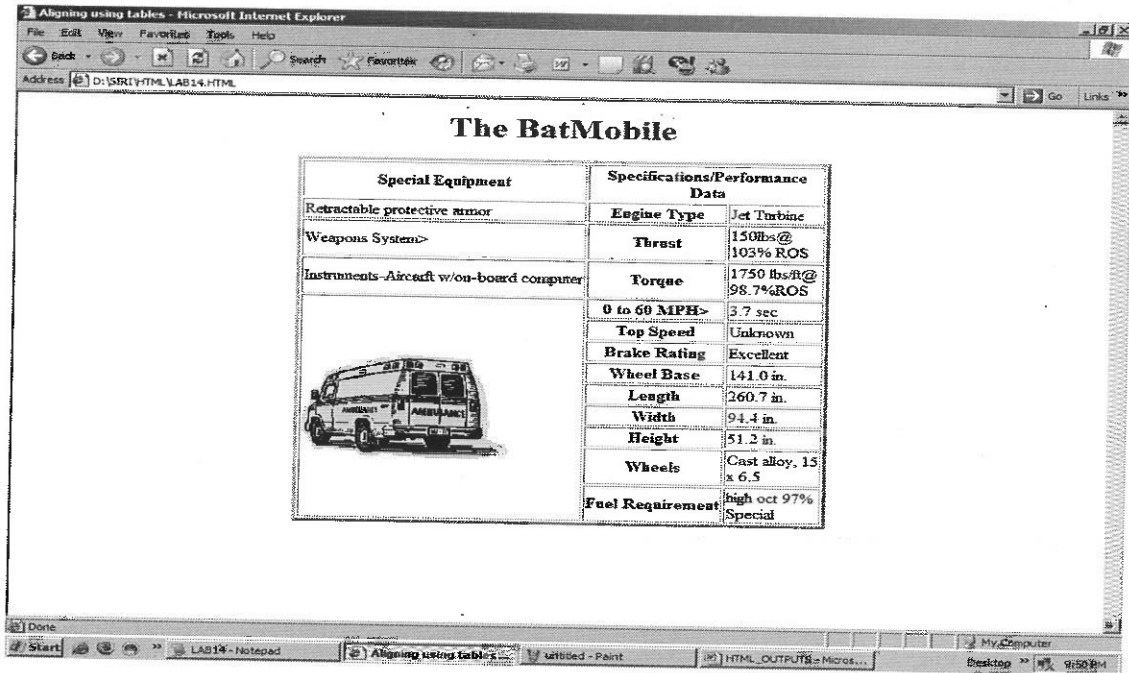 Aligning using tables - Microsoft Internet Explorer
File Edit View Favorites Tools Help
Back Search Favorites
Address D:\SIRI\HTML\LAB14.HTML Go Links »
The BatMobile
Special Equipment Specifications/Performance
Data
Retractable protective armor Engine Type Jet Turbine
Weapons System> Thrust 150lbs@
103% ROS
Instruments-Aircarft w/on-board computer Torque 1750 lbs/ft@
98.7%ROS
0 to 60 MPH> 3.7 sec
Top Speed Unknown
Brake Rating Excellent
Wheel Base 141.0 in.
Length 260.7 in.
AMBULANCE AMBULANCE
Width 94.4 in.
Height 51.2 in.
Wheels Cast alloy, 15
x 6.5
Fuel Requirement high oct 97%
Special
Done My Computer
Start » LAB14 - Notepad Aligning using tables ... untitled - Paint HTML_OUTPUTS - Micros... Desktop » 9:50 PM